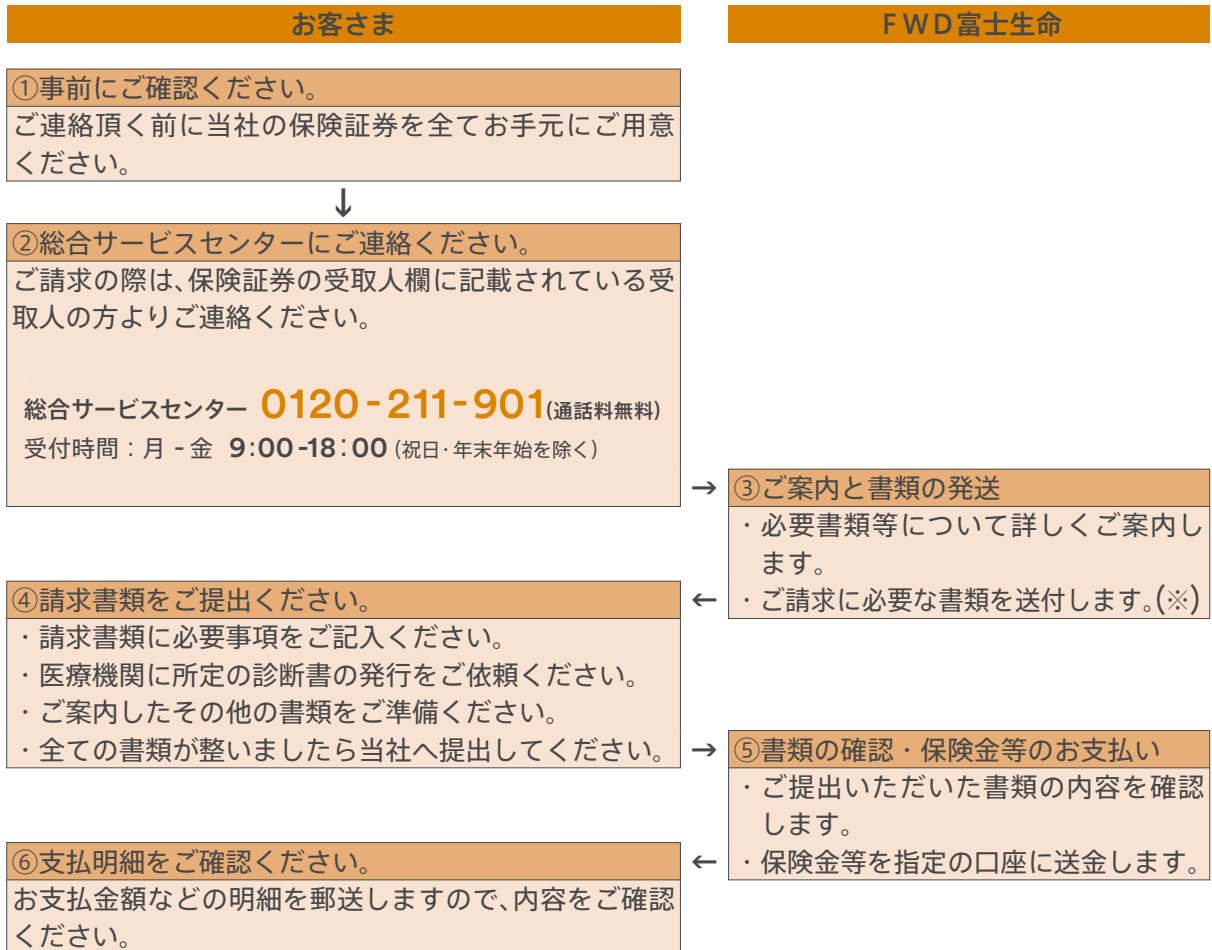 お客さま
FWD富士生命
①事前にご確認ください。
ご連絡頂く前に当社の保険証券を全てお手元にご用意
ください。
↓
②総合サービスセンターにご連絡ください。
ご請求の際は、保険証券の受取人欄に記載されている受
取人の方よりご連絡ください。
総合サービスセンター 0120-211-901(通話料無料)
受付時間：月-金 9:00-18:00(祝日・年末年始を除く)
→
③ご案内と書類の発送
・必要書類等について詳しくご案内し
ます。
・ご請求に必要な書類を送付します。(※)
←
④請求書類をご提出ください。
・請求書類に必要事項をご記入ください。
・医療機関に所定の診断書の発行をご依頼ください。
・ご案内したその他の書類をご準備ください。
・全ての書類が整いましたら当社へ提出してください。
→
⑤書類の確認・保険金等のお支払い
・ご提出いただいた書類の内容を確認
します。
・保険金等を指定の口座に送金します。
←
⑥支払明細をご確認ください。
お支払金額などの明細を郵送しますので、内容をご確認
ください。